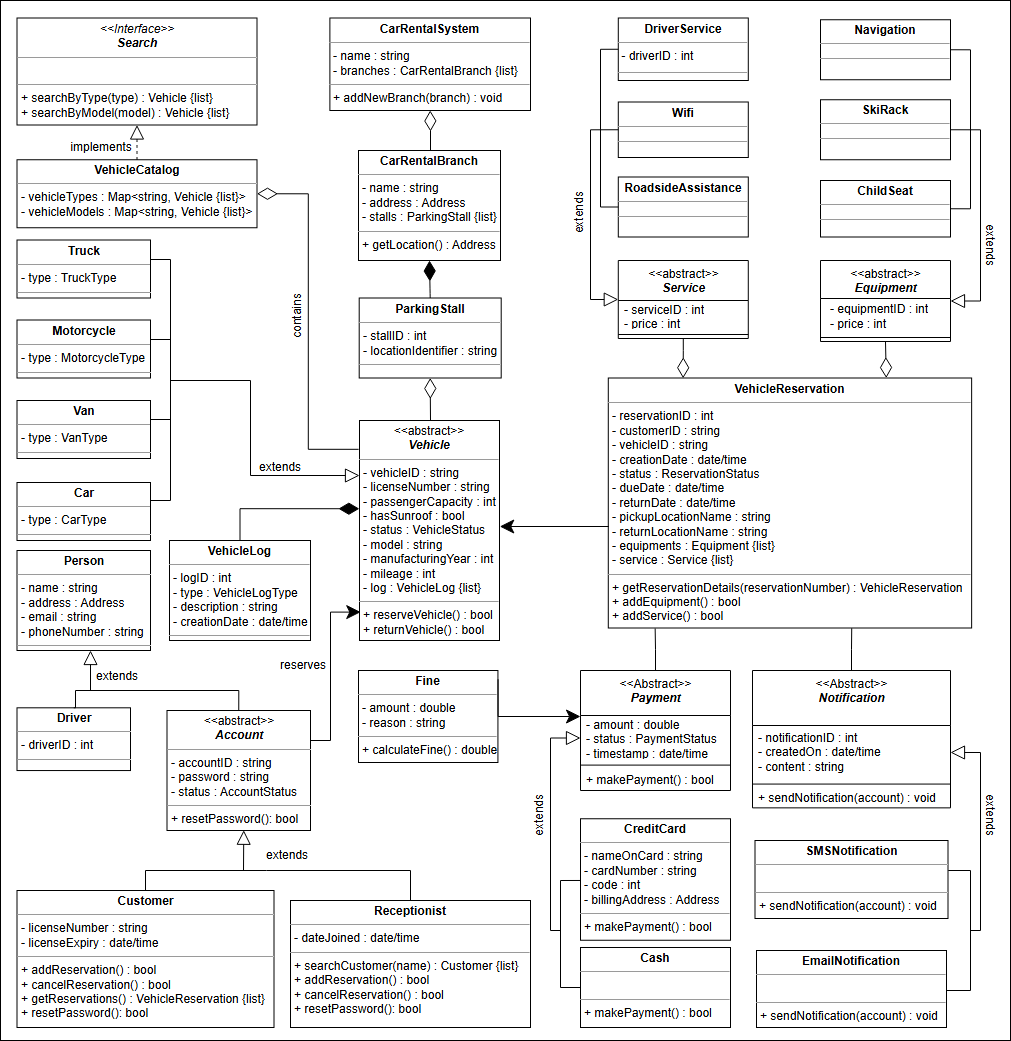 <<Interface>>
Search
+ searchByType(type) : Vehicle {list}
+ searchByModel(model) : Vehicle {list}
implements
VehicleCatalog
- vehicleTypes : Map<string, Vehicle {list}>
- vehicleModels : Map<string, Vehicle {list}>
Truck
- type : TruckType
Motorcycle
- type : MotorcycleType
Van
- type : VanType
Car
- type : CarType
extends
contains
CarRentalSystem
- name : string
- branches : CarRentalBranch {list}
+ addNewBranch(branch) : void
CarRentalBranch
- name : string
- address : Address
- stalls : ParkingStall {list}
+ getLocation() : Address
ParkingStall
- stallID : int
- locationIdentifier : string
<<abstract>>
Vehicle
- vehicleID : string
- licenseNumber : string
- passengerCapacity : int
- hasSunroof : bool
- status : VehicleStatus
- model : string
- manufacturingYear : int
- mileage : int
- log : VehicleLog {list}
+ reserveVehicle() : bool
+ returnVehicle() : bool
VehicleLog
- logID : int
- type : VehicleLogType
- description : string
- creationDate : date/time
DriverService
- driverID : int
Wifi
RoadsideAssistance
extends
<<abstract>>
Service
- serviceID : int
- price : int
Navigation
SkiRack
ChildSeat
extends
<<abstract>>
Equipment
- equipmentID : int
- price : int
VehicleReservation
- reservationID : int
- customerID : string
- vehicleID : string
- creationDate : date/time
- status : ReservationStatus
- dueDate : date/time
- returnDate : date/time
- pickupLocationName : string
- returnLocationName : string
- equipments : Equipment {list}
- service : Service {list}
+ getReservationDetails(reservationNumber) : VehicleReservation
+ addEquipment() : bool
+ addService() : bool
Person
- name : string
- address : Address
- email : string
- phoneNumber : string
extends
Driver
- driverID : int
<<abstract>>
Account
- accountID : string
- password : string
- status : AccountStatus
+ resetPassword(): bool
reserves
extends
Customer
- licenseNumber : string
- licenseExpiry : date/time
+ addReservation() : bool
+ cancelReservation() : bool
+ getReservations() : VehicleReservation {list}
+ resetPassword(): bool
Receptionist
- dateJoined : date/time
+ searchCustomer(name) : Customer {list}
+ addReservation() : bool
+ cancelReservation() : bool
+ resetPassword(): bool
Fine
- amount : double
- reason : string
+ calculateFine() : double
<<Abstract>>
Payment
- amount : double
- status : PaymentStatus
- timestamp : date/time
+ makePayment() : bool
extends
CreditCard
- nameOnCard : string
- cardNumber : string
- code : int
- billingAddress : Address
+ makePayment() : bool
Cash
+ makePayment() : bool
<<Abstract>>
Notification
- notificationID : int
- createdOn : date/time
- content : string
+ sendNotification(account) : void
extends
SMSNotification
+ sendNotification(account) : void
EmailNotification
+ sendNotification(account) : void